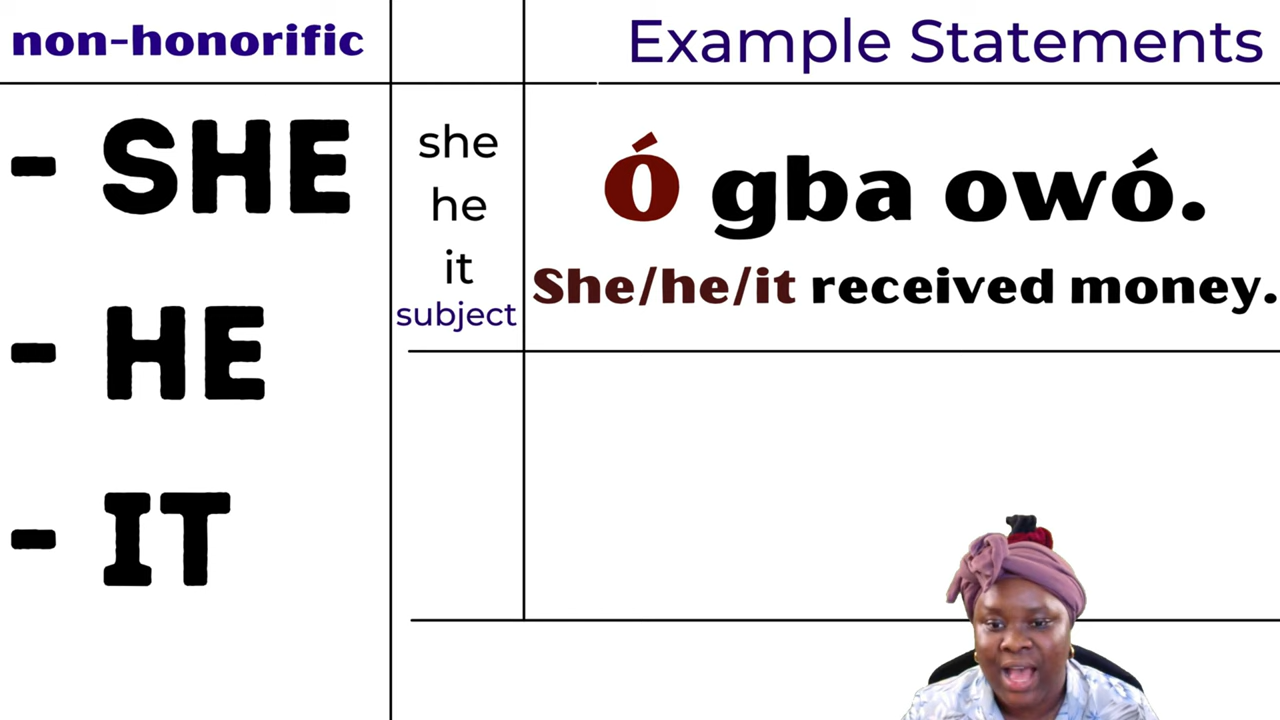 non-honorific
Example Statements
- SHE
- HE
- IT
she
he
it
subject
Ó gba owó.
She/he/it received money.